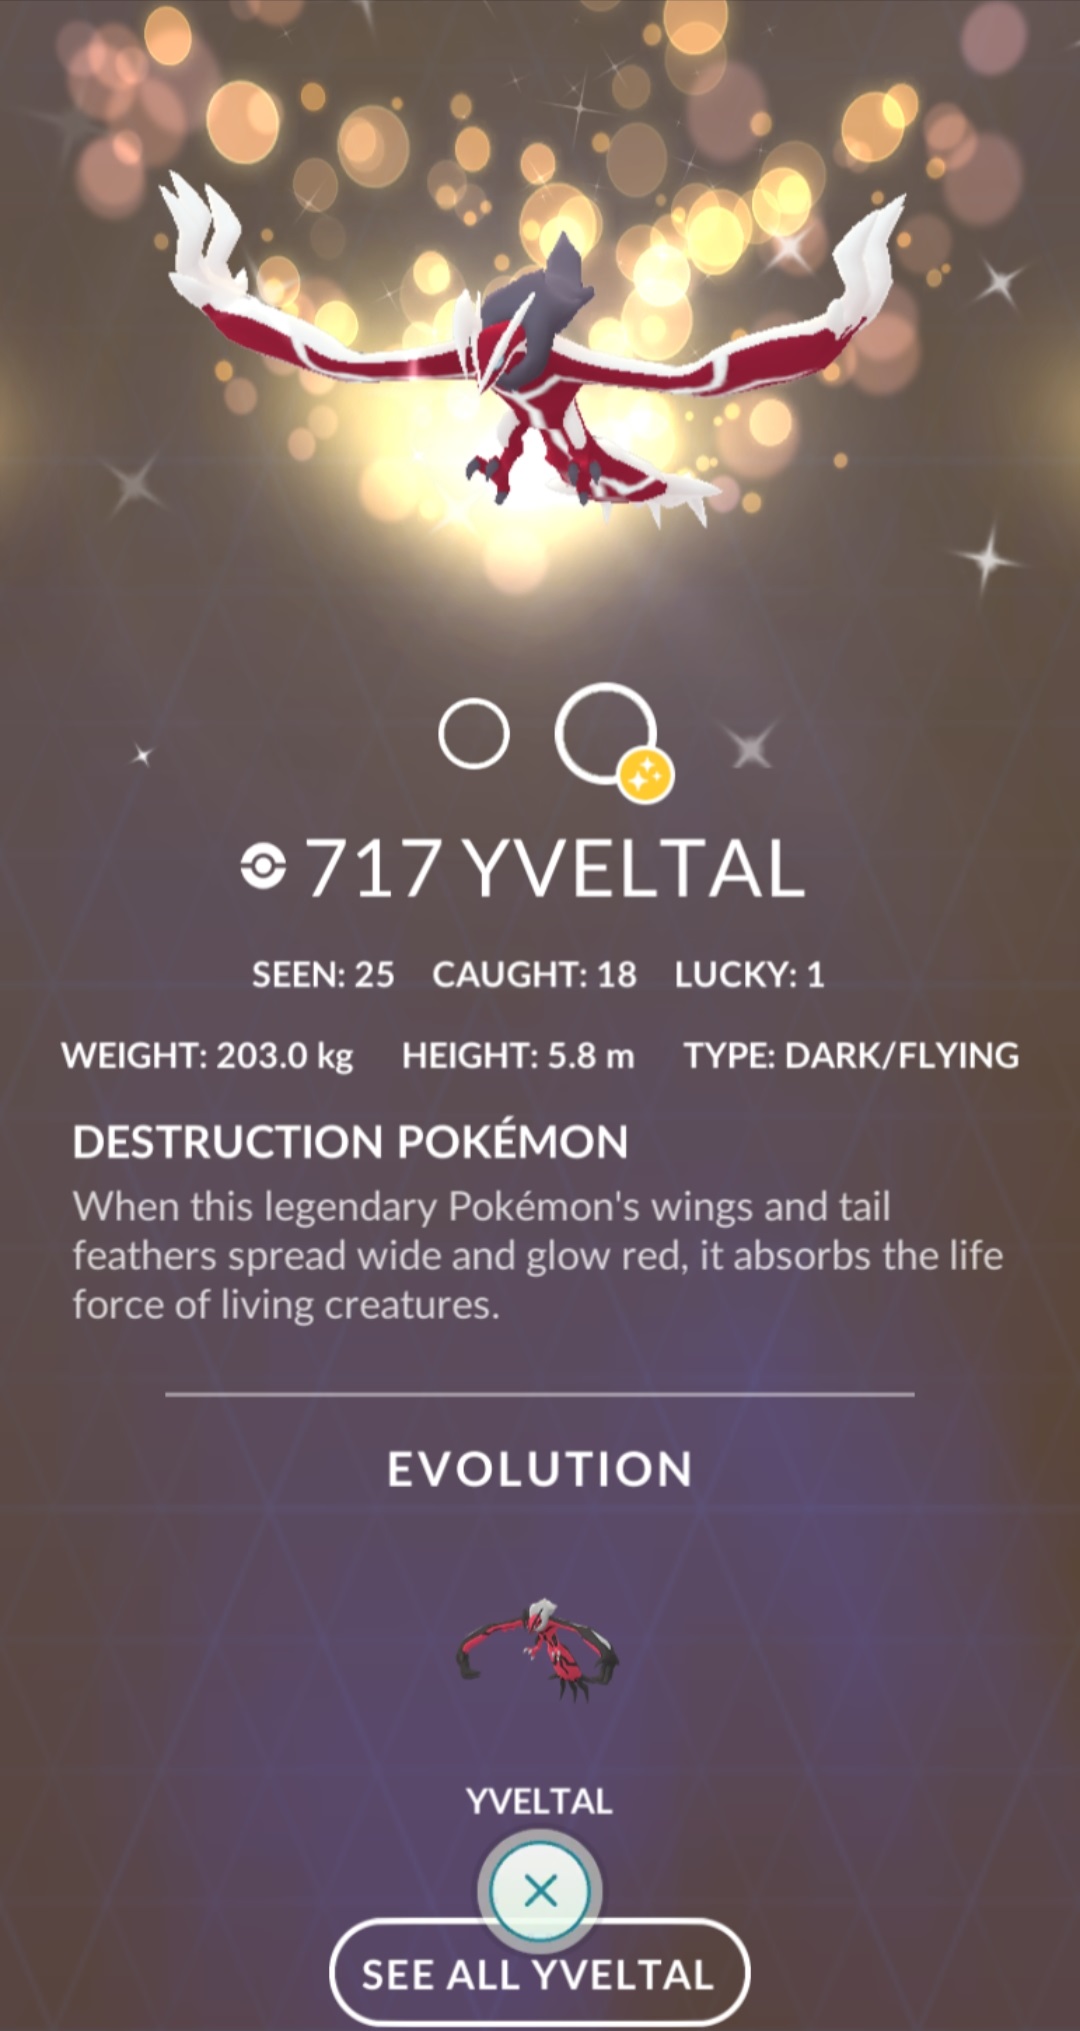 717 YVELTAL
SEEN: 25 CAUGHT: 18 LUCKY: 1
WEIGHT: 203.0 kg HEIGHT: 5.8 m TYPE: DARK/FLYING
DESTRUCTION POKÉMON
When this legendary Pokémon's wings and tail
feathers spread wide and glow red, it absorbs the life
force of living creatures.
EVOLUTION
YVELTAL
SEE ALL YVELTAL